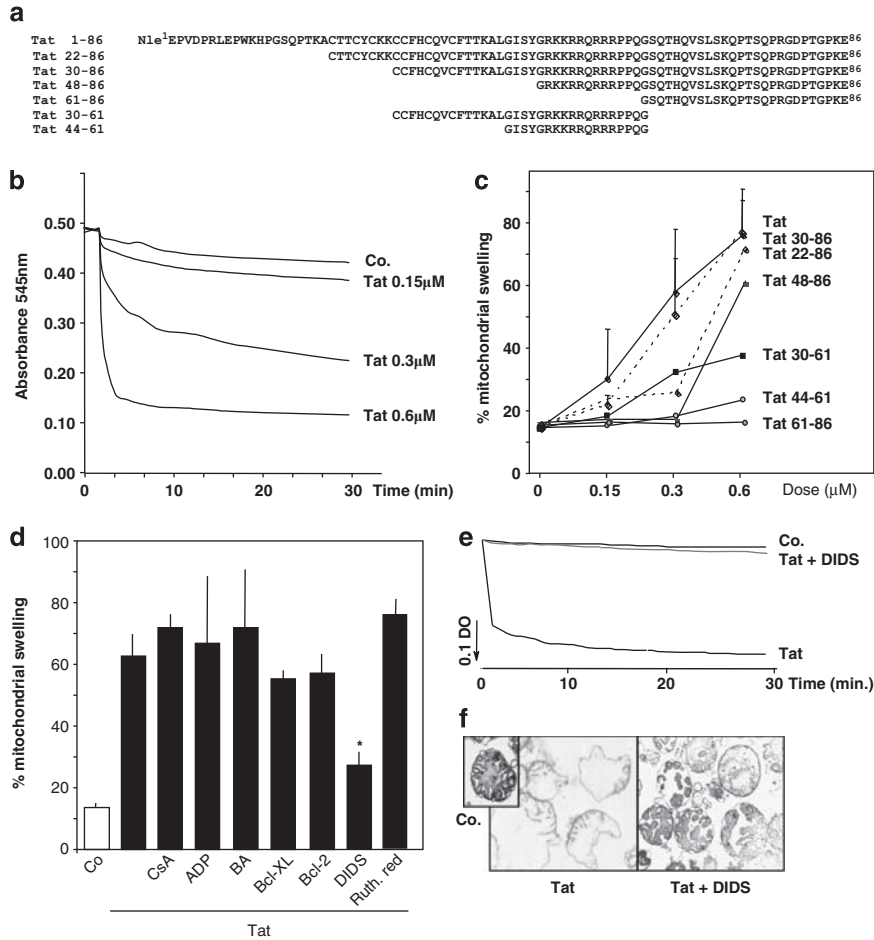 a
Tat 1-86 Nle1EPVDPRLEPWKHPGSQPTKACTTCYCKKCCFHCQVCFTTKALGISYGRKKRRQRRRPPQGSQTHQVSLSKQPTSQPRGDPTGPKE86
Tat 22-86 CTTCYCKKCCFHCQVCFTTKALGISYGRKKRRQRRRPPQGSQTHQVSLSKQPTSQPRGDPTGPKE86
Tat 30-86 CCFHCQVCFTTKALGISYGRKKRRQRRRPPQGSQTHQVSLSKQPTSQPRGDPTGPKE86
Tat 48-86 GRKKRRQRRRPPQGSQTHQVSLSKQPTSQPRGDPTGPKE86
Tat 61-86 GSQTHQVSLSKQPTSQPRGDPTGPKE86
Tat 30-61 CCFHCQVCFTTKALGISYGRKKRRQRRRPPQG
Tat 44-61 GISYGRKKRRQRRRPPQG
b
Absorbance 545nm
0.50
0.40
0.30
0.20
0.10
0.00
Co.
Tat 0.15μM
Tat 0.3μM
Tat 0.6μM
0 10 20 30 Time (min)
c
% mitochondrial swelling
80
60
40
20
0
Tat
Tat 30-86
Tat 22-86
Tat 48-86
Tat 30-61
Tat 44-61
Tat 61-86
0 0.15 0.3 0.6 Dose (μM)
d
% mitochondrial swelling
100
80
60
40
20
0
*
Co CsA ADP BA Bcl-XL Bcl-2 DIDS Ruth. red
Tat
e
Co.
Tat + DIDS
Tat
0.1 DO
0 10 20 30 Time (min.)
f
Co.
Tat Tat + DIDS